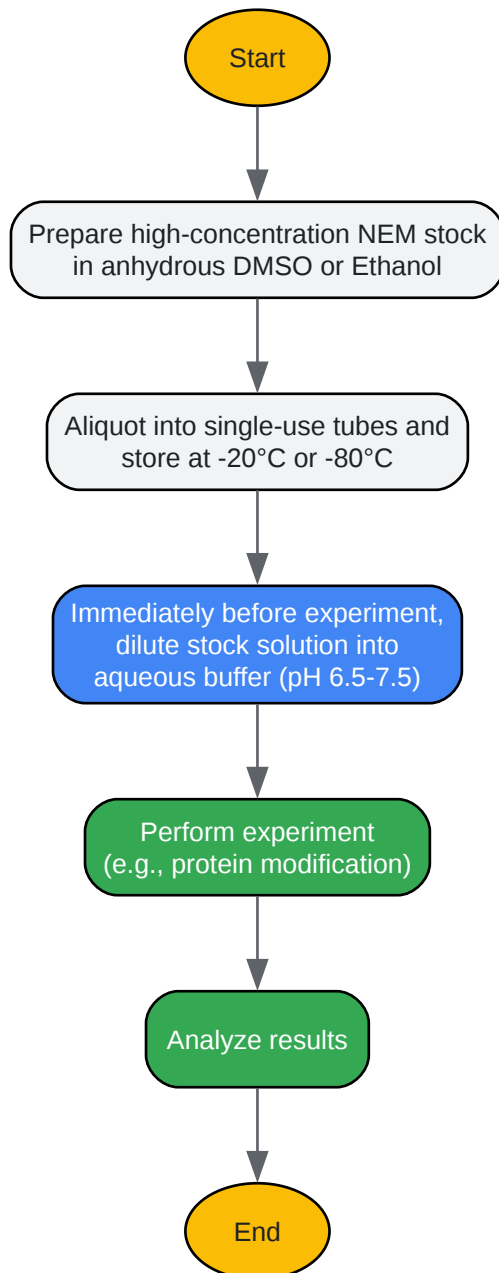 Start
Prepare high-concentration NEM stock
in anhydrous DMSO or Ethanol
Aliquot into single-use tubes and
store at -20°C or -80°C
Immediately before experiment,
dilute stock solution into
aqueous buffer (pH 6.5-7.5)
Perform experiment
(e.g., protein modification)
Analyze results
End